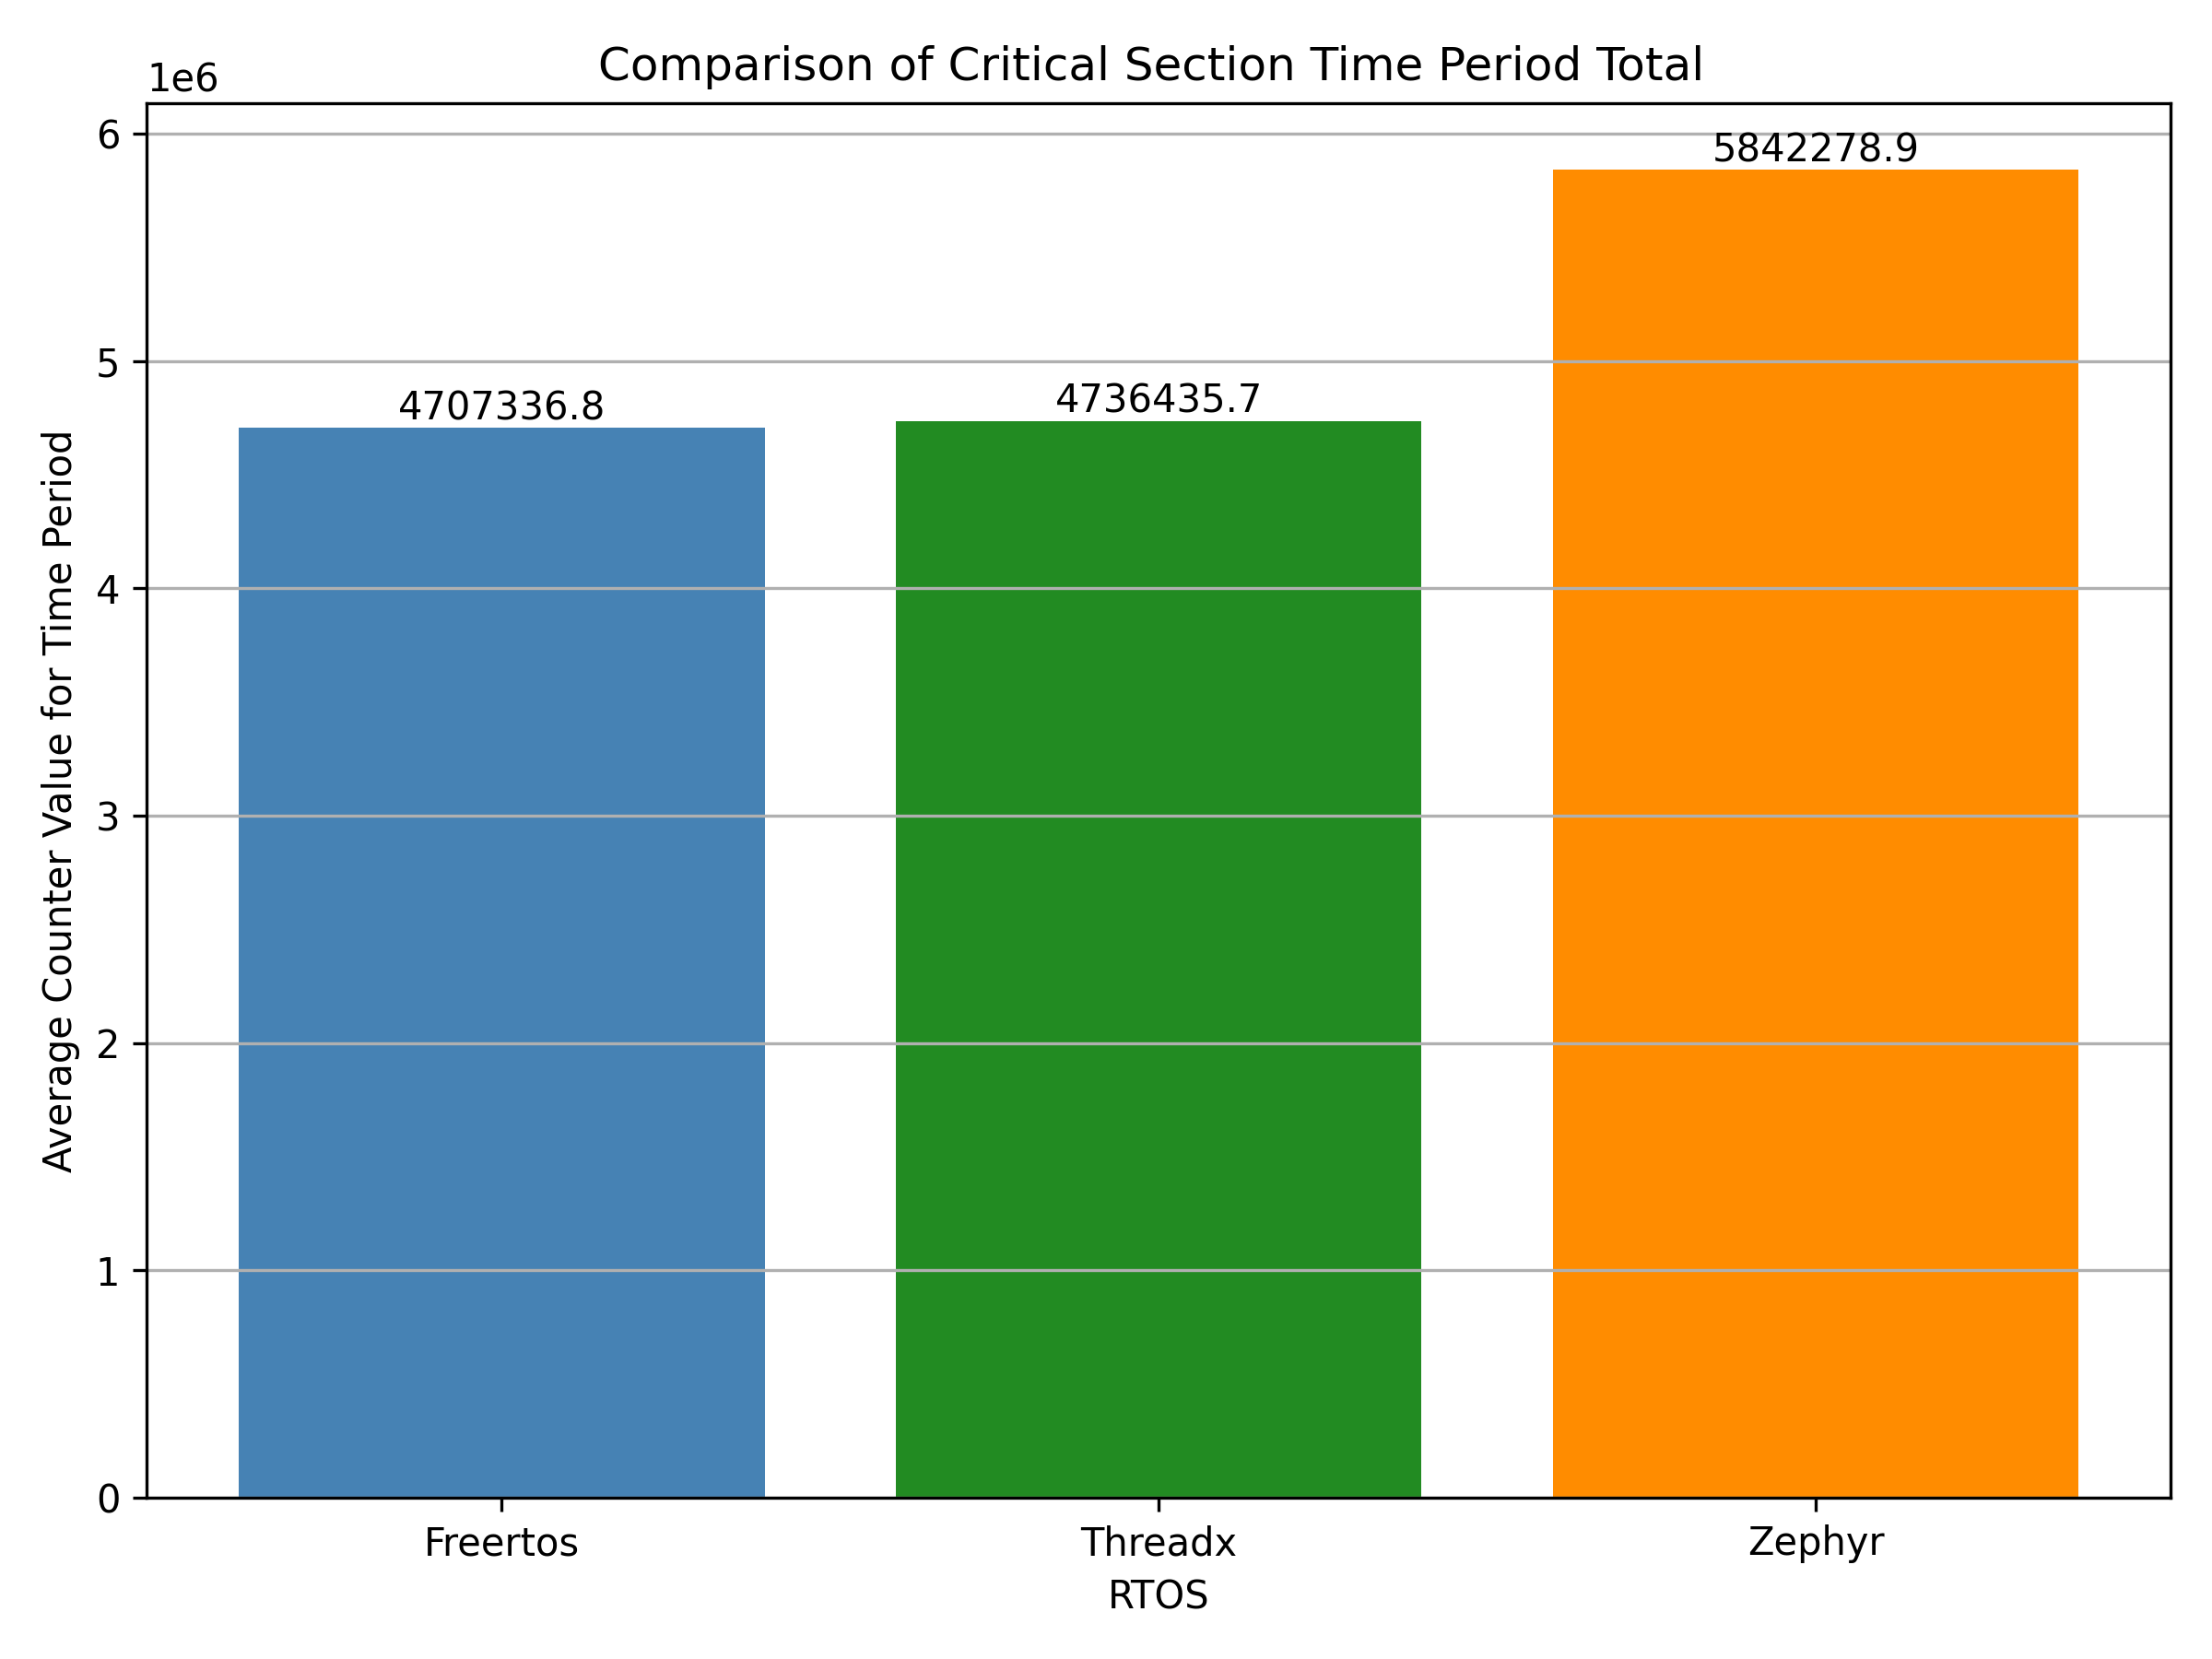 Comparison of Critical Section Time Period Total
1e6
6
5
4
3
2
1
0
Average Counter Value for Time Period
4707336.8
4736435.7
5842278.9
Freertos
Threadx
Zephyr
RTOS